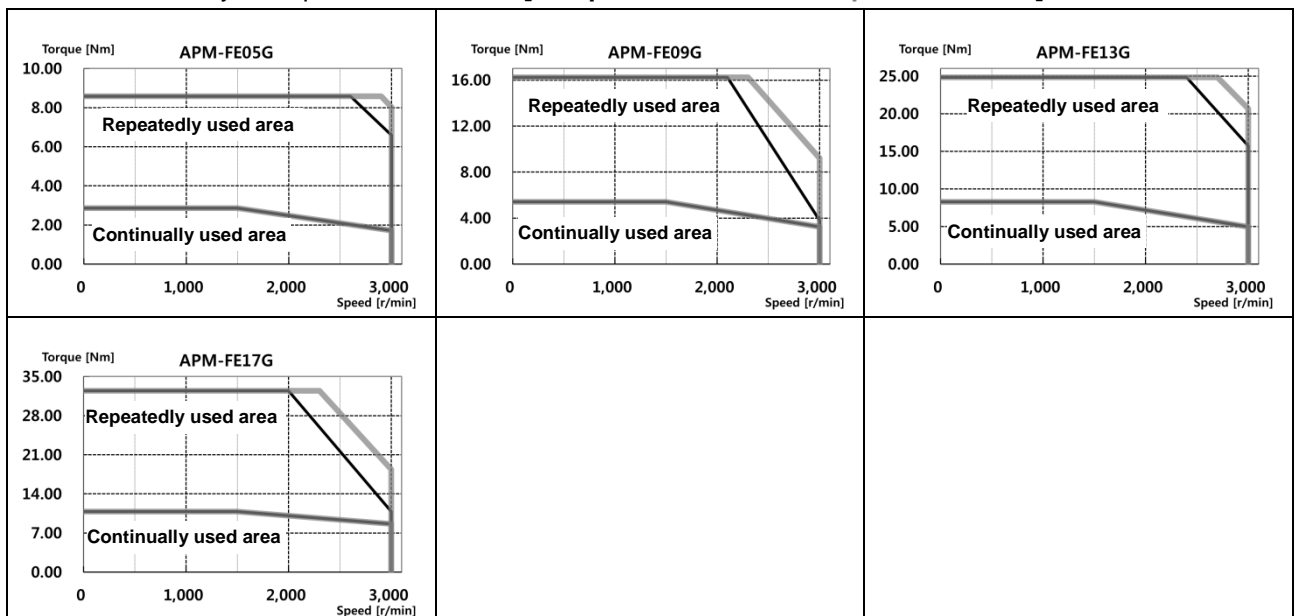 Torque [Nm] APM-FE05G
10.00
8.00
Repeatedly used area
6.00
4.00
2.00
Continually used area
0.00
0 1,000 2,000 3,000
Speed [r/min]
Torque [Nm] APM-FE09G
16.00
Repeatedly used area
12.00
8.00
4.00
Continually used area
0.00
0 1,000 2,000 3,000
Speed [r/min]
Torque [Nm] APM-FE13G
25.00
Repeatedly used area
20.00
15.00
10.00
5.00
Continually used area
0.00
0 1,000 2,000 3,000
Speed [r/min]
Torque [Nm] APM-FE17G
35.00
28.00
Repeatedly used area
21.00
14.00
7.00
Continually used area
0.00
0 1,000 2,000 3,000
Speed [r/min]